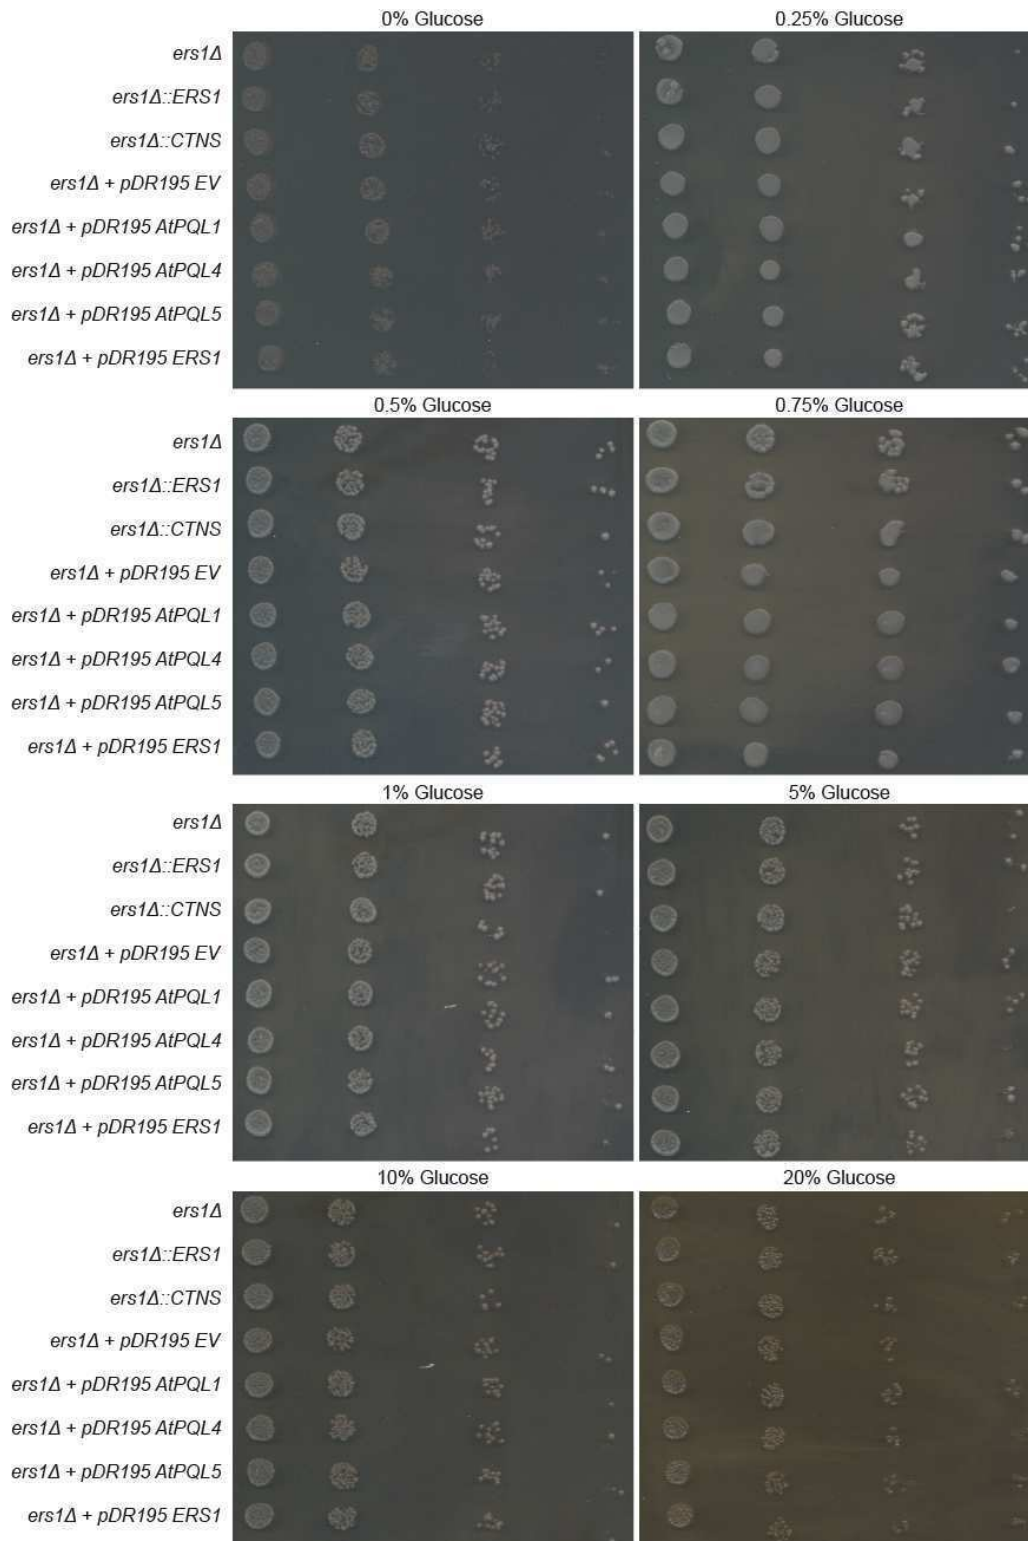 0% Glucose 0.25% Glucose
ers1Δ
ers1Δ::ERS1
ers1Δ::CTNS
ers1Δ + pDR195 EV
ers1Δ + pDR195 AtPQL1
ers1Δ + pDR195 AtPQL4
ers1Δ + pDR195 AtPQL5
ers1Δ + pDR195 ERS1
0.5% Glucose 0.75% Glucose
ers1Δ
ers1Δ::ERS1
ers1Δ::CTNS
ers1Δ + pDR195 EV
ers1Δ + pDR195 AtPQL1
ers1Δ + pDR195 AtPQL4
ers1Δ + pDR195 AtPQL5
ers1Δ + pDR195 ERS1
1% Glucose 5% Glucose
ers1Δ
ers1Δ::ERS1
ers1Δ::CTNS
ers1Δ + pDR195 EV
ers1Δ + pDR195 AtPQL1
ers1Δ + pDR195 AtPQL4
ers1Δ + pDR195 AtPQL5
ers1Δ + pDR195 ERS1
10% Glucose 20% Glucose
ers1Δ
ers1Δ::ERS1
ers1Δ::CTNS
ers1Δ + pDR195 EV
ers1Δ + pDR195 AtPQL1
ers1Δ + pDR195 AtPQL4
ers1Δ + pDR195 AtPQL5
ers1Δ + pDR195 ERS1